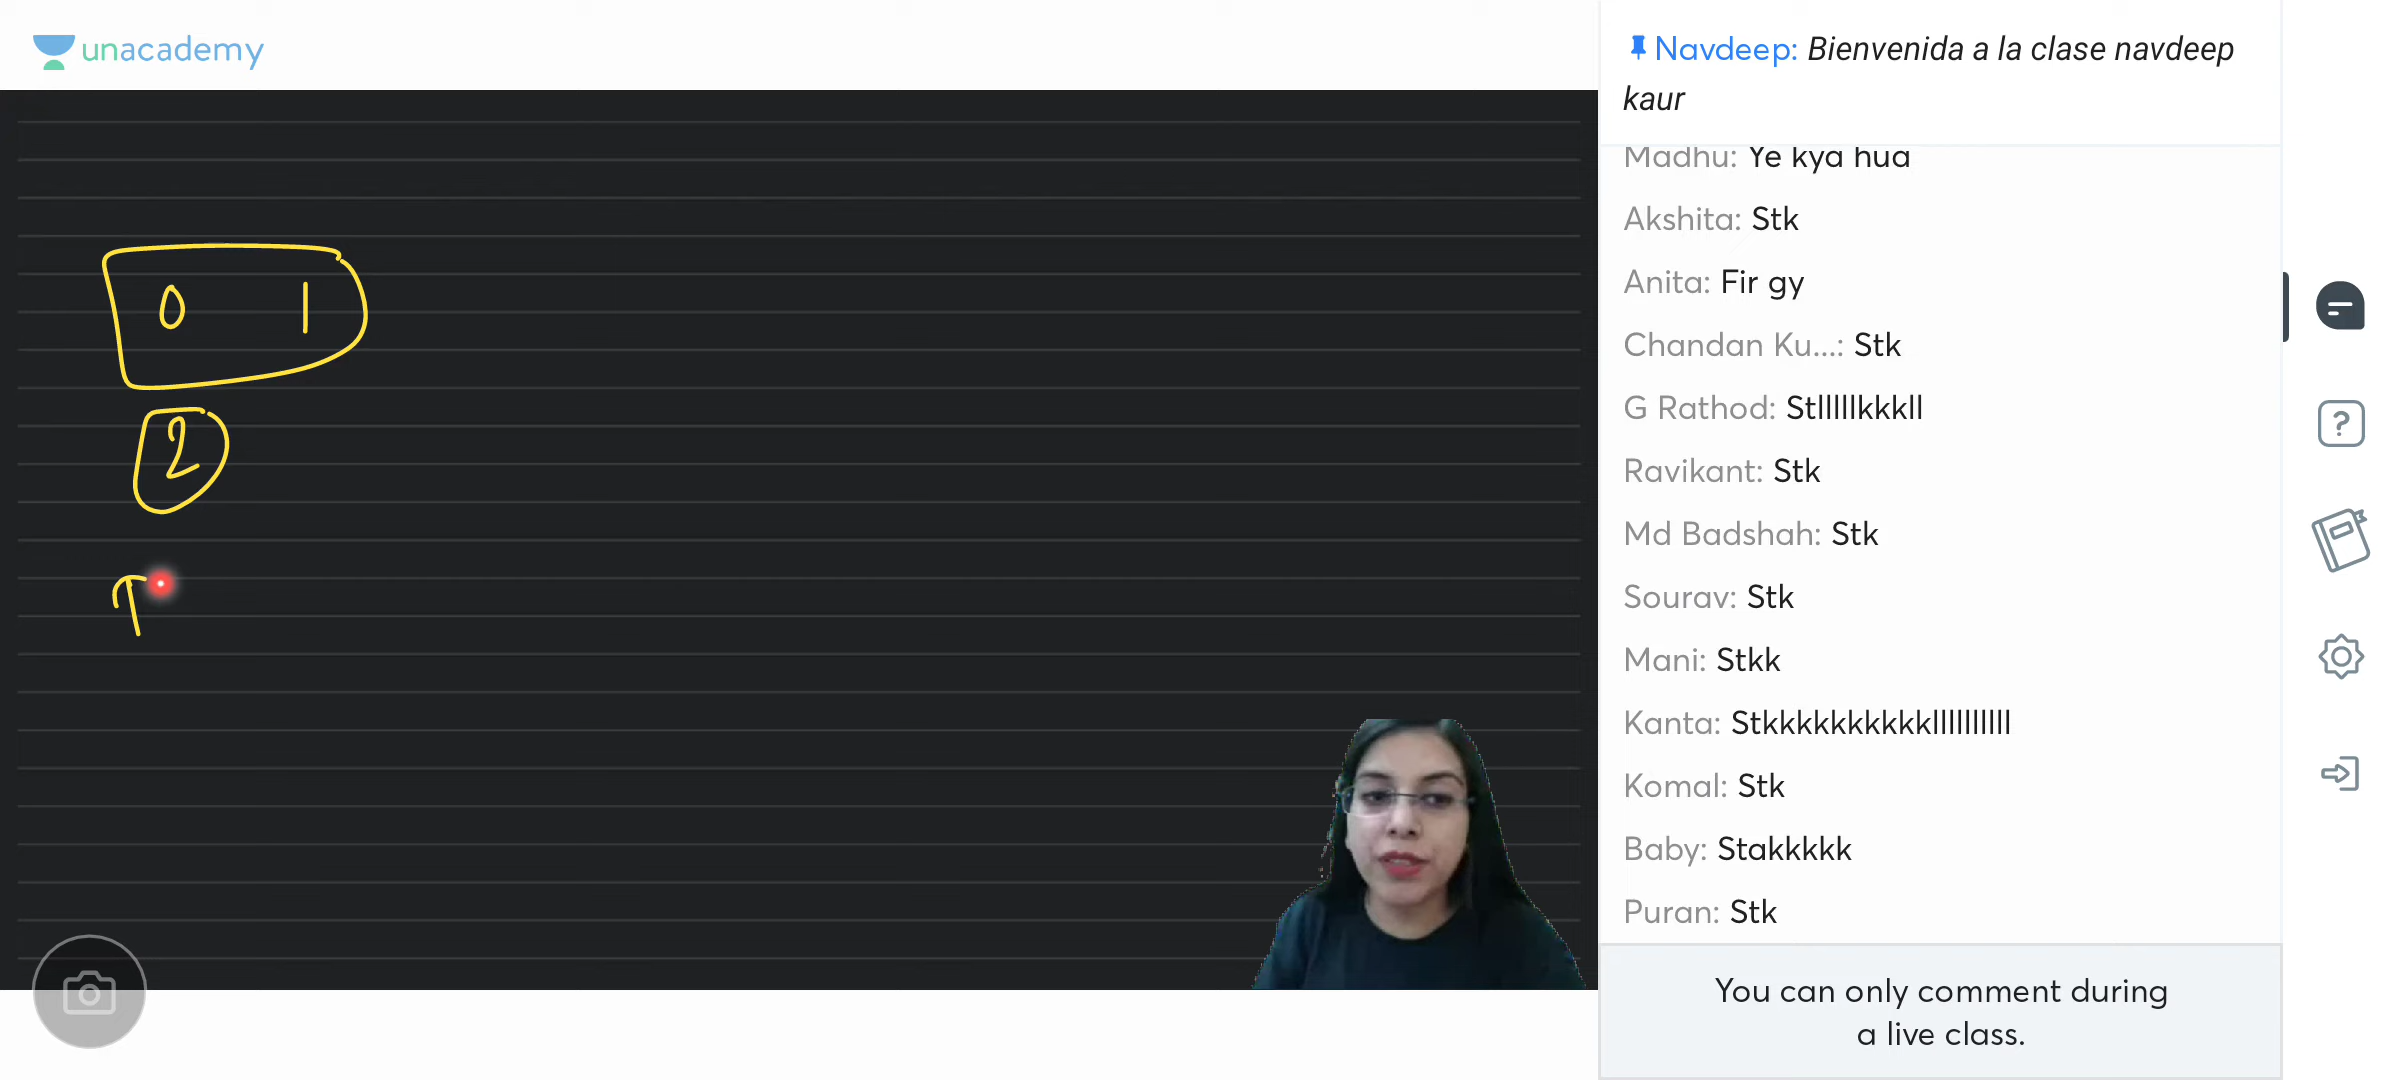 unacademy
0 1
2
Navdeep: Bienvenida a la clase navdeep
kaur
Madhu: Ye kya hua
Akshita: Stk
Anita: Fir gy
Chandan Ku...: Stk
G Rathod: Stlllllkkkll
Ravikant: Stk
Md Badshah: Stk
Sourav: Stk
Mani: Stkk
Kanta: Stkkkkkkkkkkllllllllll
Komal: Stk
Baby: Stakkkkk
Puran: Stk
You can only comment during
a live class.